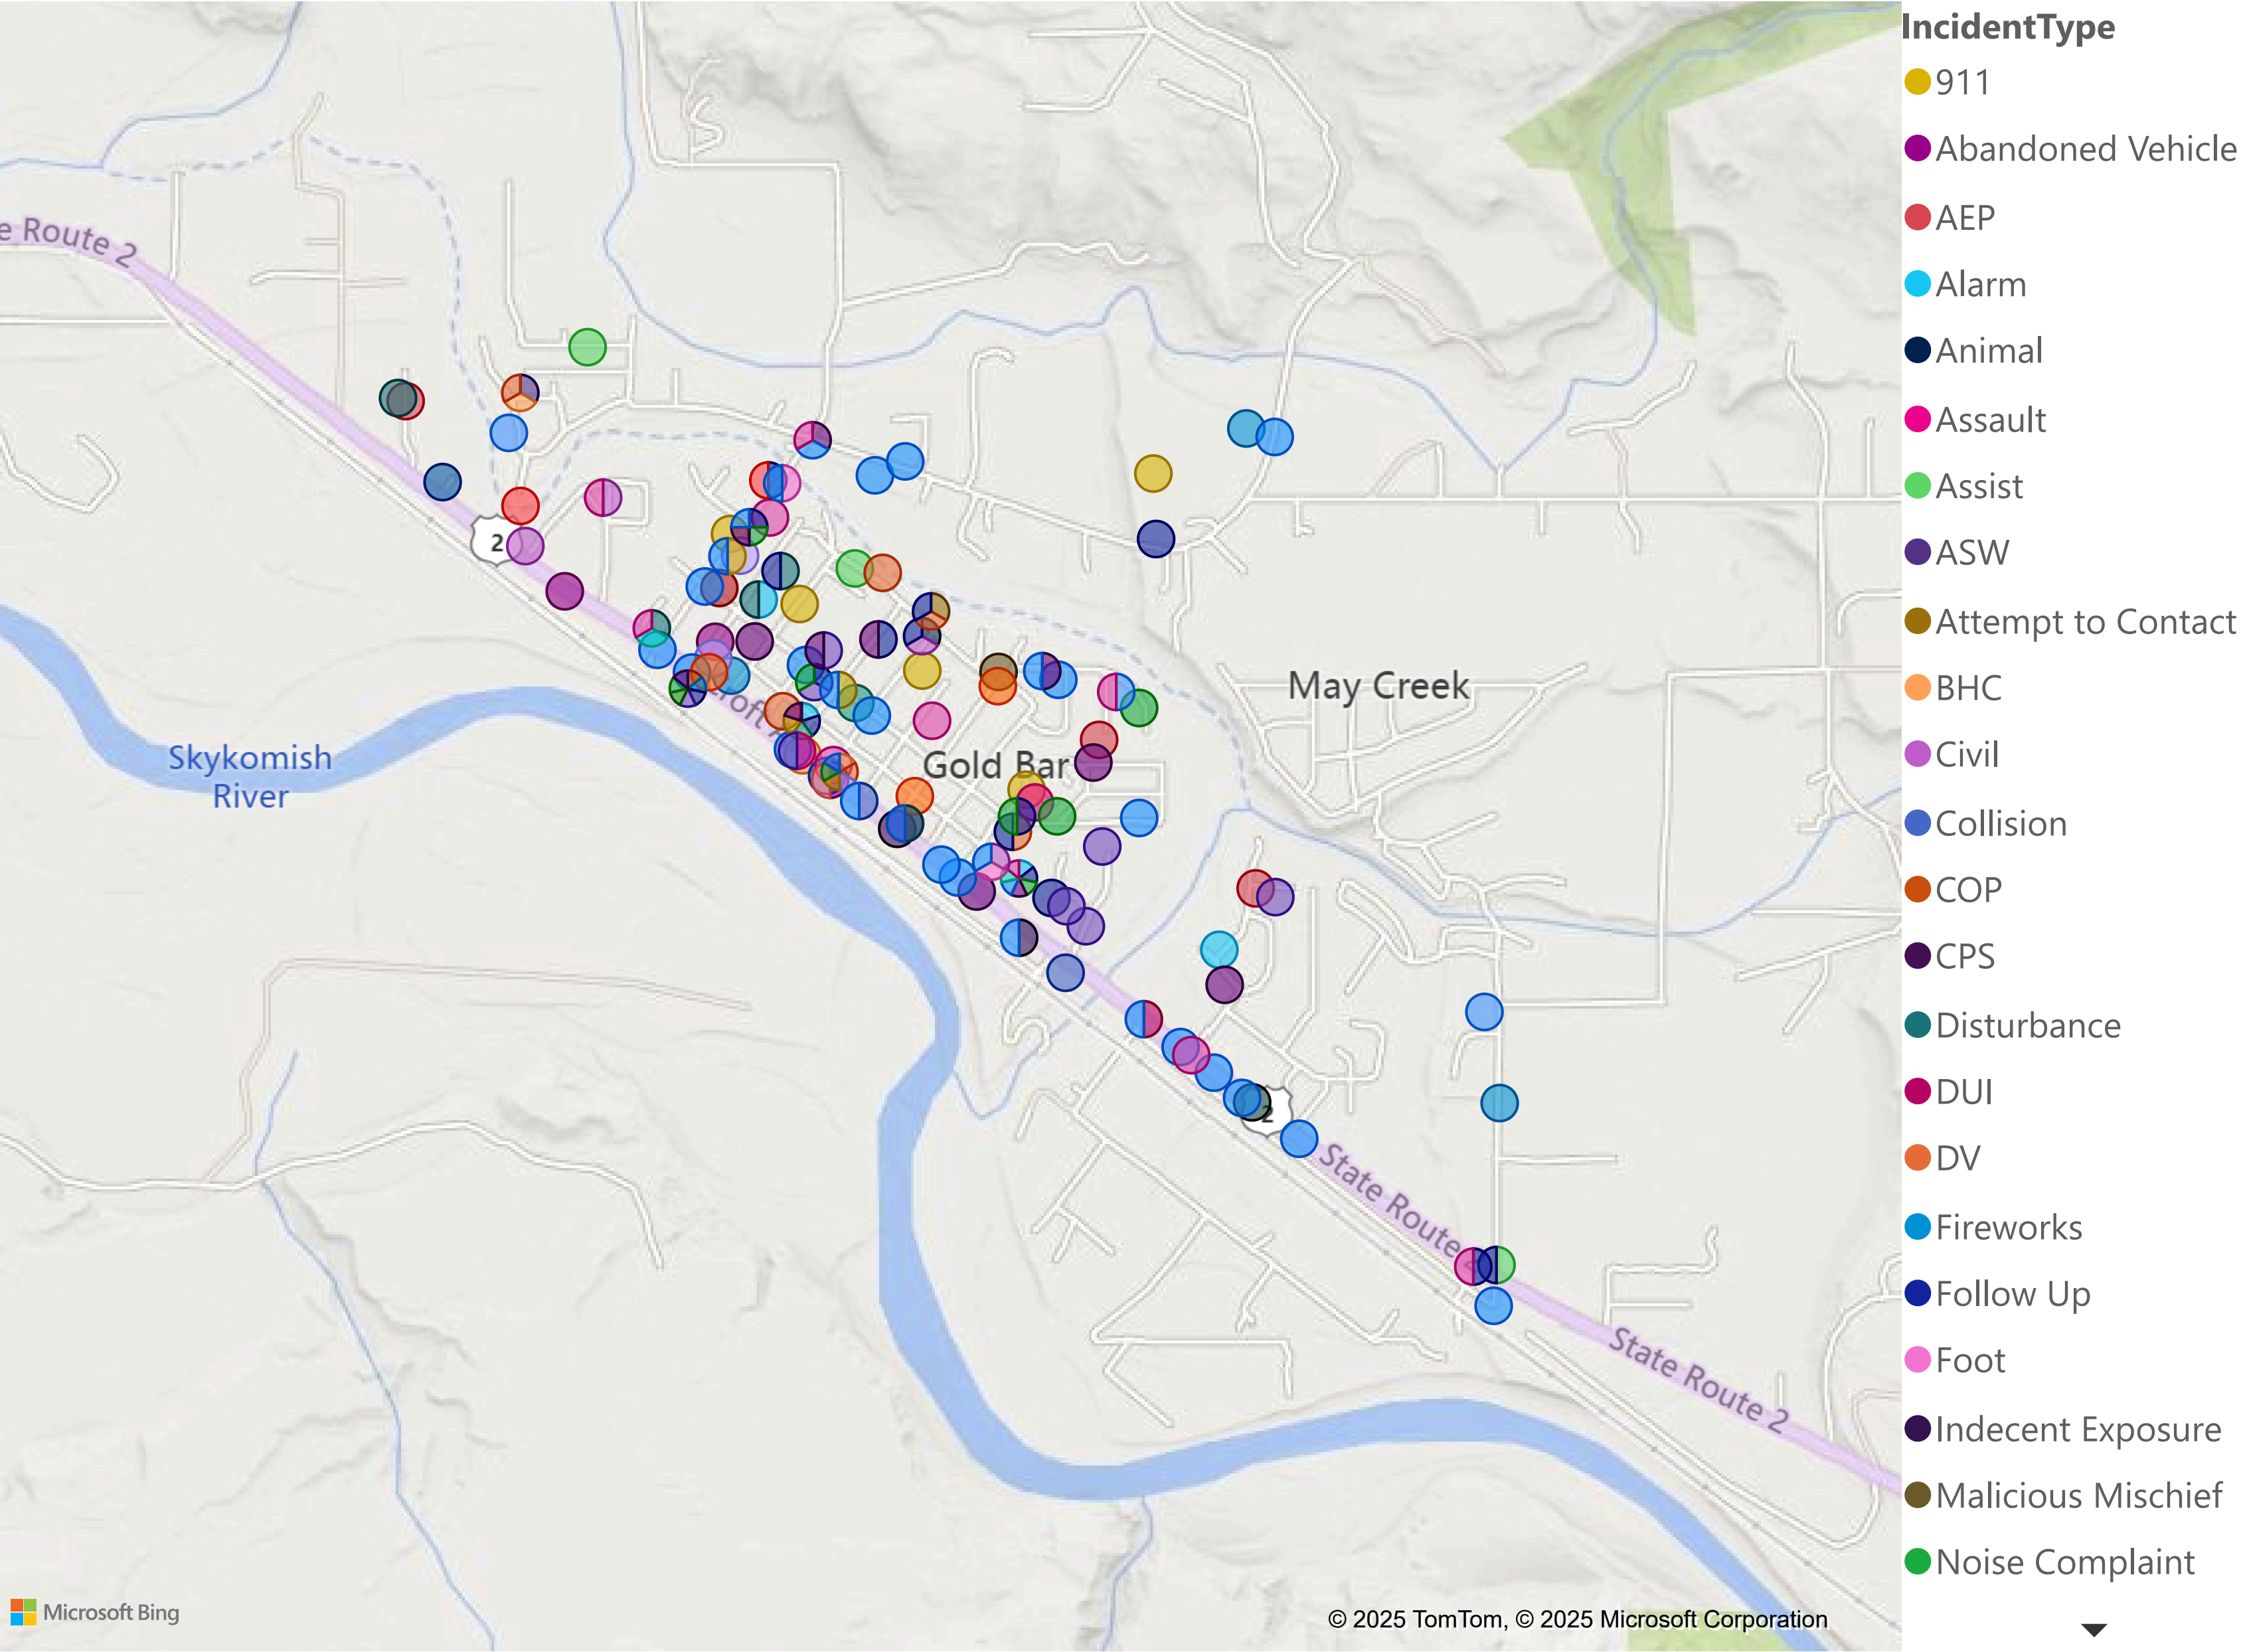 e Route 2
2
Skykomish
River
croft A
Gold Bar
May Creek
2
State Route
State Route 2
Microsoft Bing
© 2025 TomTom, © 2025 Microsoft Corporation
IncidentType
911
Abandoned Vehicle
AEP
Alarm
Animal
Assault
Assist
ASW
Attempt to Contact
BHC
Civil
Collision
COP
CPS
Disturbance
DUI
DV
Fireworks
Follow Up
Foot
Indecent Exposure
Malicious Mischief
Noise Complaint